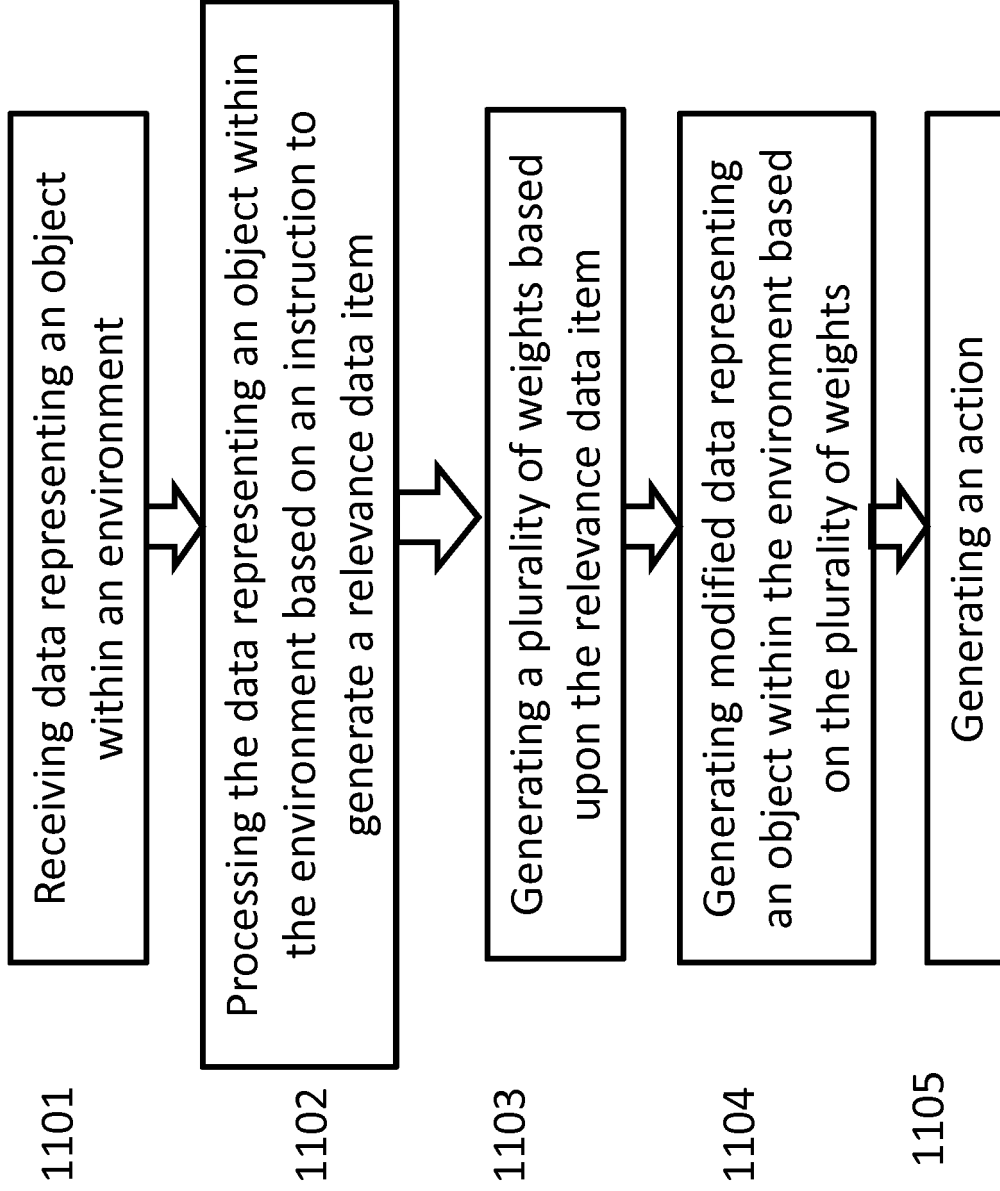 1101
Receiving data representing an object
within an environment
1102
Processing the data representing an object within
the environment based on an instruction to
generate a relevance data item
1103
Generating a plurality of weights based
upon the relevance data item
1104
Generating modified data representing
an object within the environment based
on the plurality of weights
1105
Generating an action